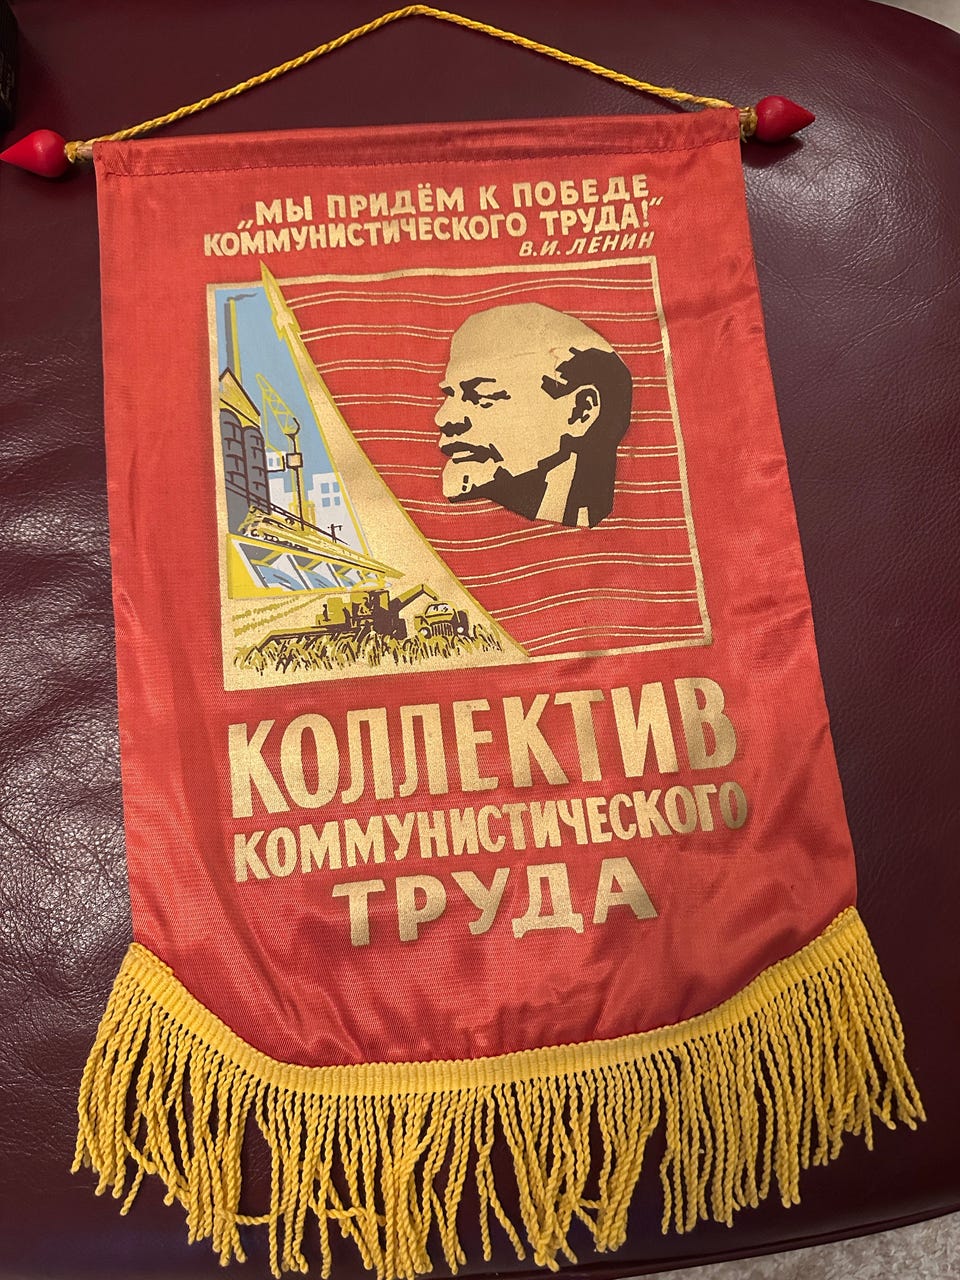 „МЫ ПРИДЁМ К ПОБЕДЕ
КОММУНИСТИЧЕСКОГО ТРУДА!“
В.И. ЛЕНИН
КОЛЛЕКТИВ
КОММУНИСТИЧЕСКОГО
ТРУДА